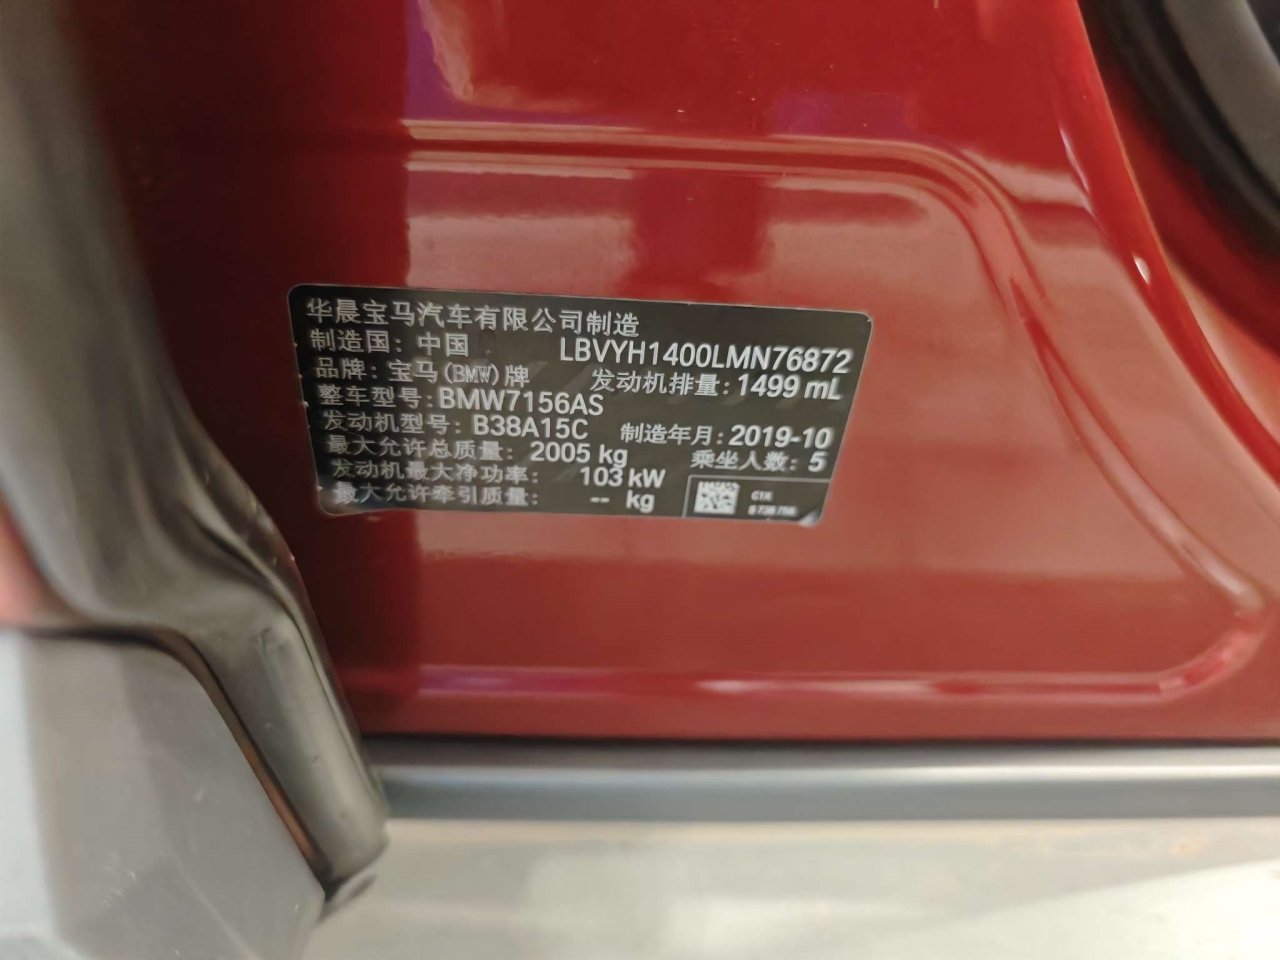 华晨宝马汽车有限公司制造
制造国：中国 LBVYH1400LMN76872
品牌：宝马(BMW)牌 发动机排量：1499 mL
整车型号：BMW7156AS
发动机型号：B38A15C 制造年月：2019-10
最大允许总质量：2005 kg 乘坐人数：5
发动机最大净功率：103 kW
最大允许牵引质量：-- kg